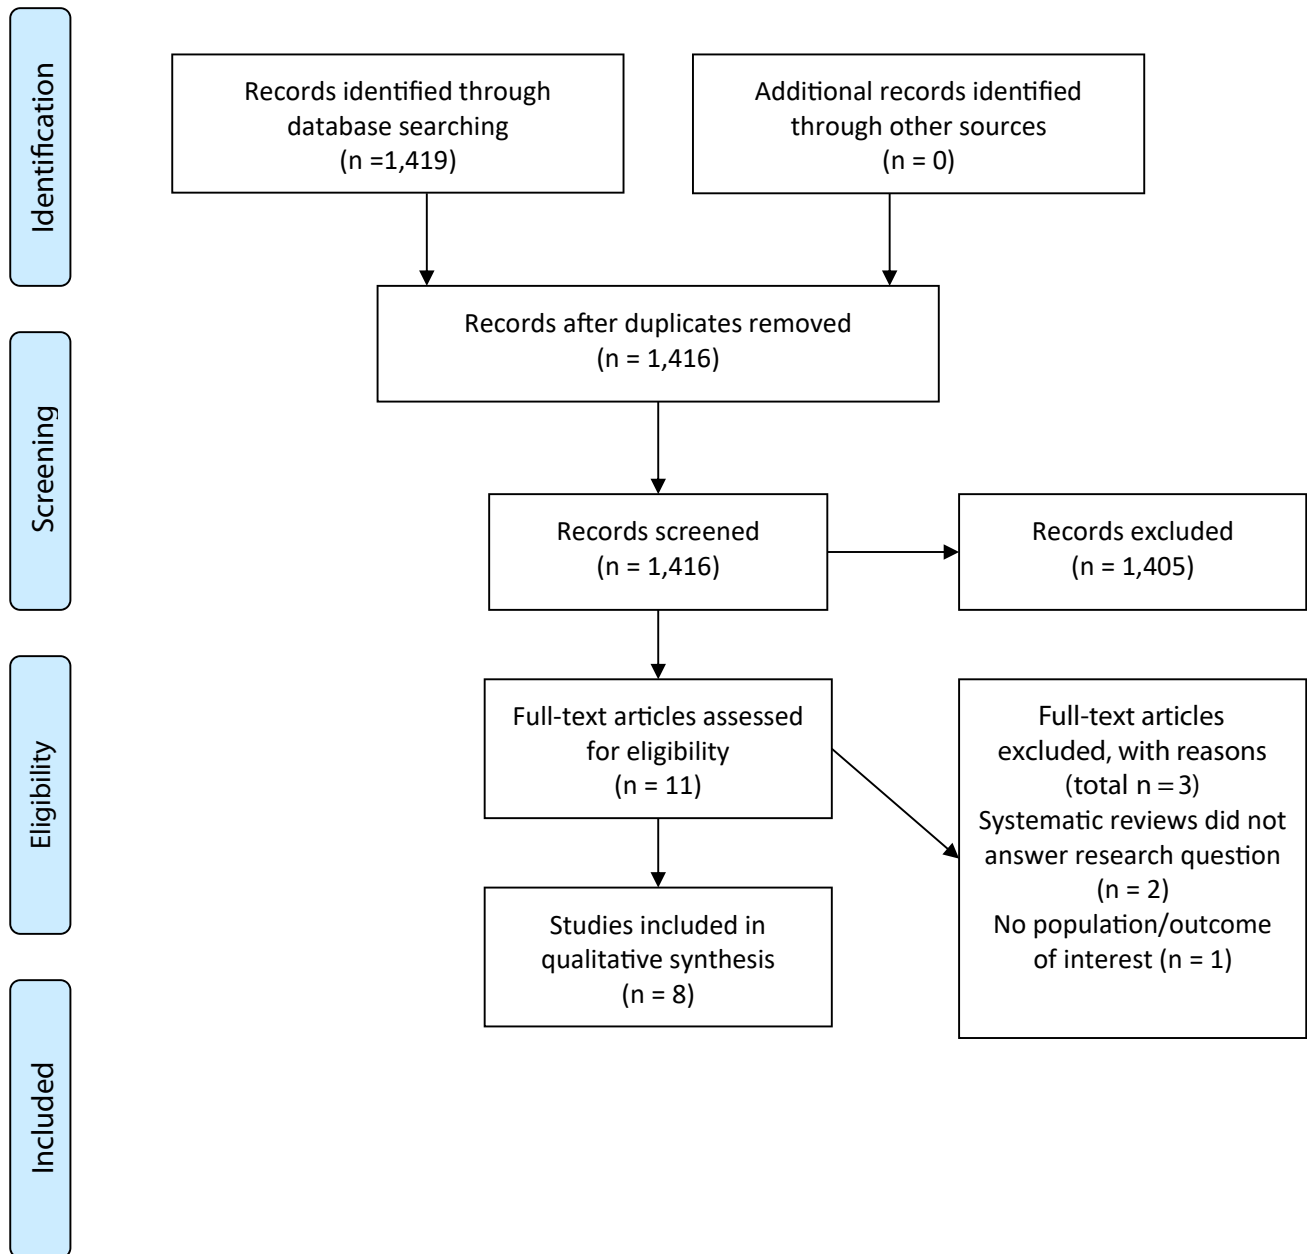 Identification
Records identified through
database searching
(n =1,419)
Additional records identified
through other sources
(n = 0)
Records after duplicates removed
(n = 1,416)
Screening
Records screened
(n = 1,416)
Records excluded
(n = 1,405)
Eligibility
Full-text articles assessed
for eligibility
(n = 11)
Full-text articles
excluded, with reasons
(total n = 3)
Systematic reviews did not
answer research question
(n = 2)
No population/outcome
of interest (n = 1)
Included
Studies included in
qualitative synthesis
(n = 8)